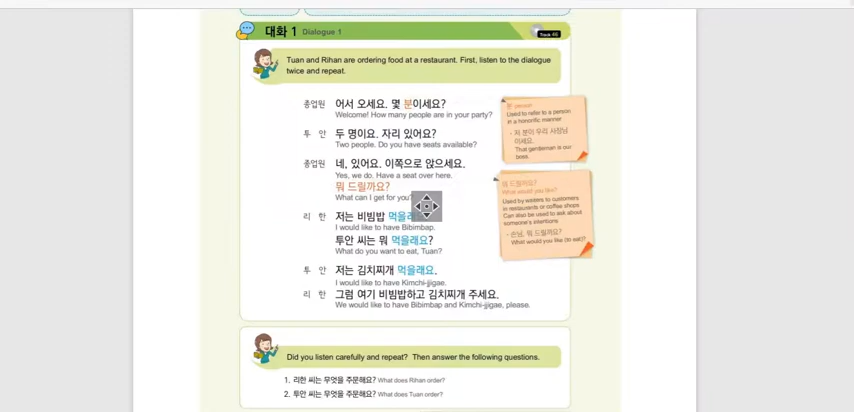 대화 1 Dialogue 1
Track 40
Tuan and Rihan are ordering food at a restaurant. First, listen to the dialogue
twice and repeat.
종업원 어서 오세요. 몇 분이세요?
Welcome! How many people are in your party?
투 안 두 명이요. 자리 있어요?
Two people. Do you have seats available?
종업원 네, 있어요. 이쪽으로 앉으세요.
Yes, we do. Have a seat over here.
뭐 드릴까요?
What can I get for you?
리 한 저는 비빔밥 먹을래요.
I would like to have Bibimbap.
투안 씨는 뭐 먹을래요?
What do you want to eat, Tuan?
투 안 저는 김치찌개 먹을래요.
I would like to have Kimchi-jjigae.
리 한 그럼 여기 비빔밥하고 김치찌개 주세요.
We would like to have Bibimbap and Kimchi-jjigae, please.
분 person
Used to refer to a person
in a honorific manner
- 저 분이 우리 사장님
이세요.
That gentleman is our
boss.
뭐 드릴까요?
What would you like?
Used by waiters to customers
in restaurants or coffee shops
Can also be used to ask about
someone's intentions
- 손님, 뭐 드릴까요?
What would you like (to eat)?
Did you listen carefully and repeat? Then answer the following questions.
1. 리한 씨는 무엇을 주문해요? What does Rihan order?
2. 투안 씨는 무엇을 주문해요? What does Tuan order?